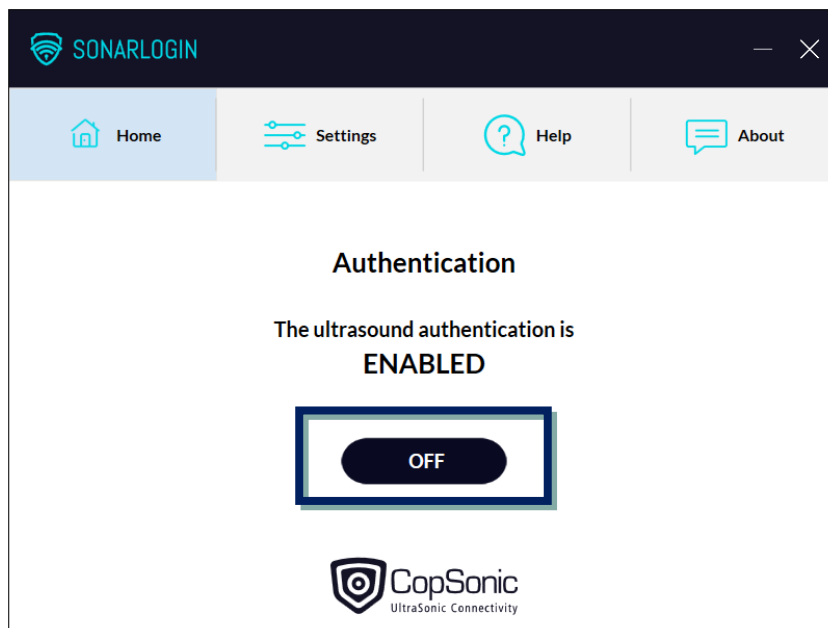 SONARLOGIN
Home Settings Help About
Authentication
The ultrasound authentication is
ENABLED
OFF
CopSonic
UltraSonic Connectivity